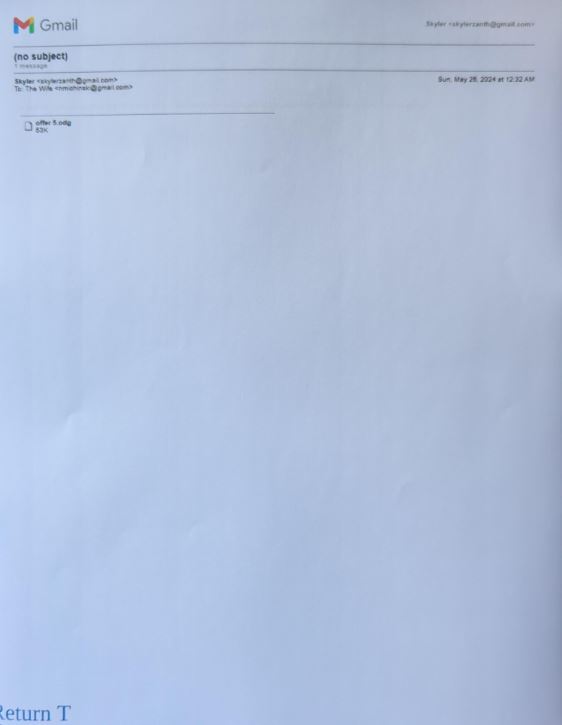 Gmail
Skyler <skylerzanth@gmail.com>
(no subject)
1 message
Skyler <skylerzanth@gmail.com>
Sun, May 26, 2024 at 12:32 AM
To: The Wife <nmichinski@gmail.com>
offer 5.odg
53K
Return T